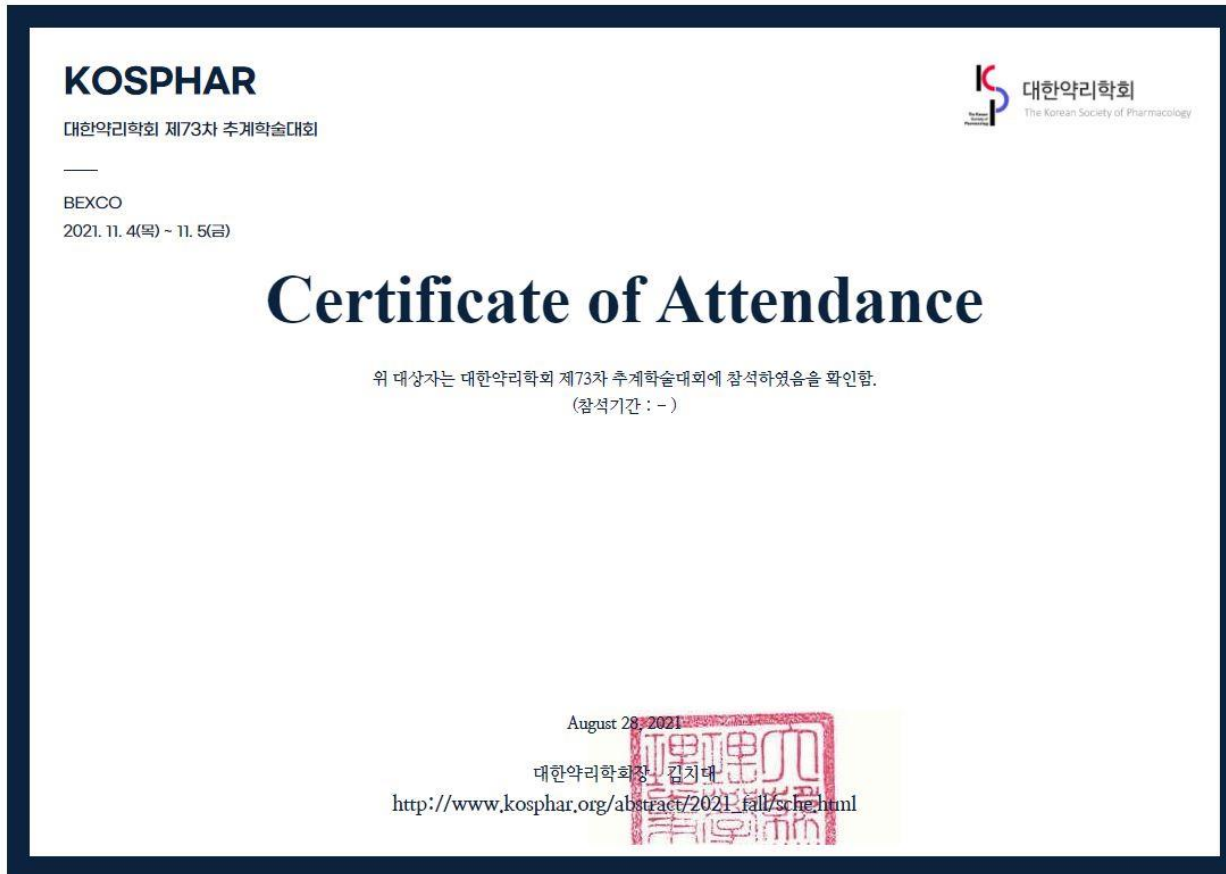 KOSPHAR
대한약리학회 제73차 추계학술대회
BEXCO
2021. 11. 4(목) ~ 11. 5(금)
대한약리학회
The Korean Society of Pharmacology
Certificate of Attendance
위 대상자는 대한약리학회 제73차 추계학술대회에 참석하였음을 확인함.
(참석기간 : - )
August 28, 2021
대한약리학회장 김치대
http://www.kosphar.org/abstract/2021_fall/sche.html